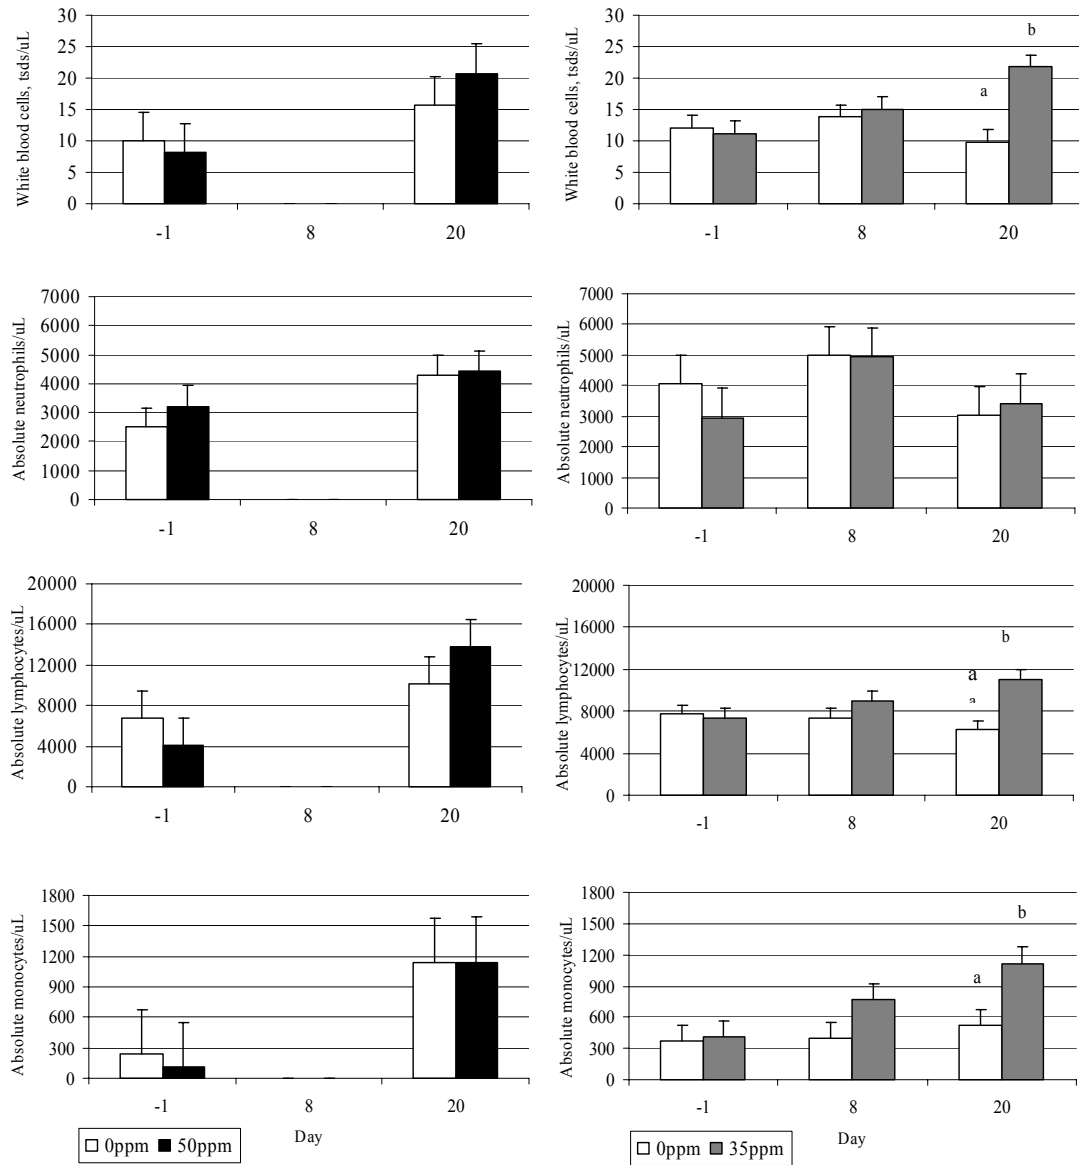 White blood cells, tsds/uL
30
25
20
15
10
5
0
-1 8 20
White blood cells, tsds/uL
30
25
20
15
10
5
0
a
b
-1 8 20
Absolute neutrophils/uL
7000
6000
5000
4000
3000
2000
1000
0
-1 8 20
Absolute neutrophils/uL
7000
6000
5000
4000
3000
2000
1000
0
-1 8 20
Absolute lymphocytes/uL
20000
16000
12000
8000
4000
0
-1 8 20
Absolute lymphocytes/uL
20000
16000
12000
8000
4000
0
b
a
a
-1 8 20
Absolute monocytes/uL
1800
1500
1200
900
600
300
0
-1 8 20
Day
0ppm 50ppm
Absolute monocytes/uL
1800
1500
1200
900
600
300
0
b
a
-1 8 20
Day
0ppm 35ppm